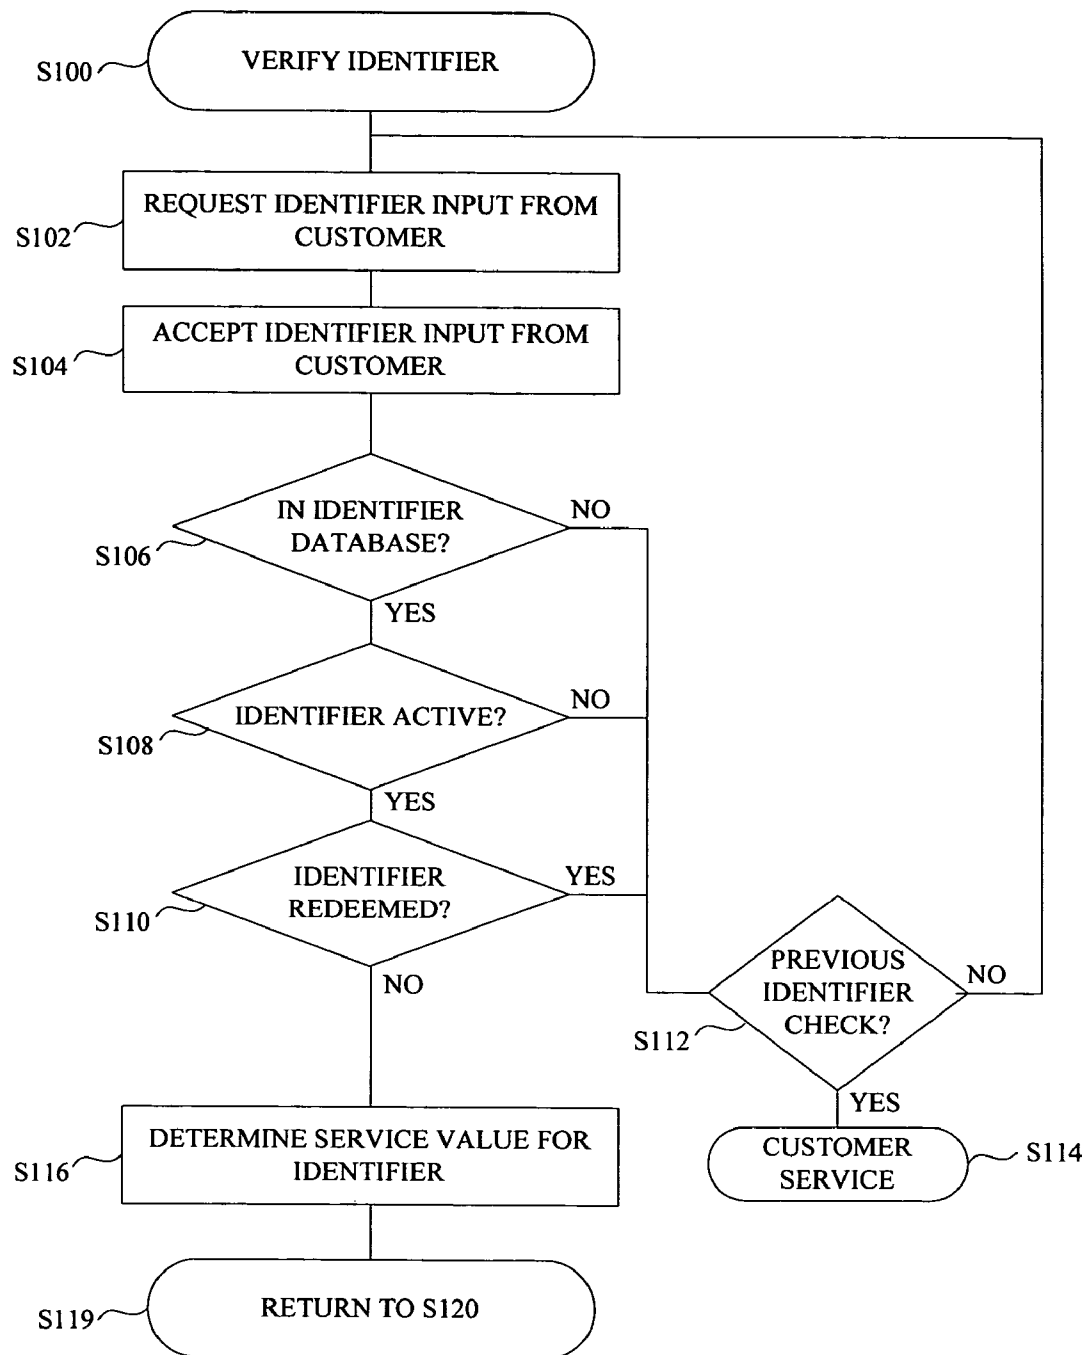 S100
VERIFY IDENTIFIER
S102
REQUEST IDENTIFIER INPUT FROM
CUSTOMER
S104
ACCEPT IDENTIFIER INPUT FROM
CUSTOMER
S106
IN IDENTIFIER
DATABASE?
NO
YES
S108
IDENTIFIER ACTIVE?
NO
YES
S110
IDENTIFIER
REDEEMED?
YES
NO
S112
PREVIOUS
IDENTIFIER
CHECK?
NO
YES
CUSTOMER
SERVICE
S114
S116
DETERMINE SERVICE VALUE FOR
IDENTIFIER
S119
RETURN TO S120